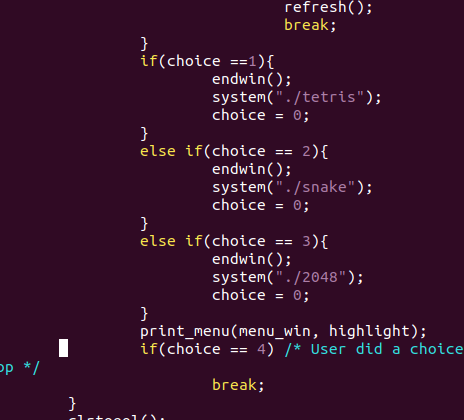 refresh();
break;
}
if(choice ==1){
endwin();
system("./tetris");
choice = 0;
}
else if(choice == 2){
endwin();
system("./snake");
choice = 0;
}
else if(choice == 3){
endwin();
system("./2048");
choice = 0;
}
print_menu(menu_win, highlight);
if(choice == 4) /* User did a choice
op */
break;
}
clrtoeol();